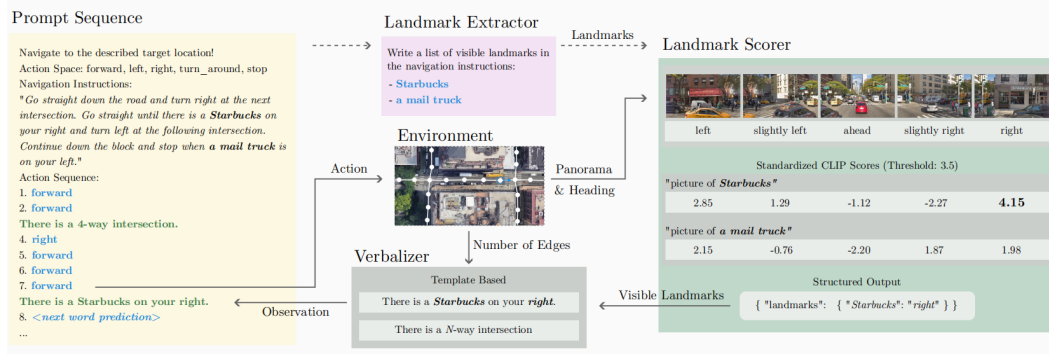 Prompt Sequence
Navigate to the described target location!
Action Space: forward, left, right, turn_around, stop
Navigation Instructions:
"Go straight down the road and turn right at the next
intersection. Go straight until there is a Starbucks on
your right and turn left at the following intersection.
Continue down the block and stop when a mail truck is
on your left."
Action Sequence:
1. forward
2. forward
There is a 4-way intersection.
4. right
5. forward
6. forward
7. forward
There is a Starbucks on your right.
8. <next word prediction>
...
Landmark Extractor
Write a list of visible landmarks in
the navigation instructions:
- Starbucks
- a mail truck
Landmarks
Environment
Action
Panorama
& Heading
Number of Edges
Verbalizer
Template Based
There is a Starbucks on your right.
There is a N-way intersection
Observation
Visible Landmarks
Landmark Scorer
left slightly left ahead slightly right right
Standardized CLIP Scores (Threshold: 3.5)
"picture of Starbucks"
2.85 1.29 -1.12 -2.27 4.15
"picture of a mail truck"
2.15 -0.76 -2.20 1.87 1.98
Structured Output
{ "landmarks": { "Starbucks": "right" } }